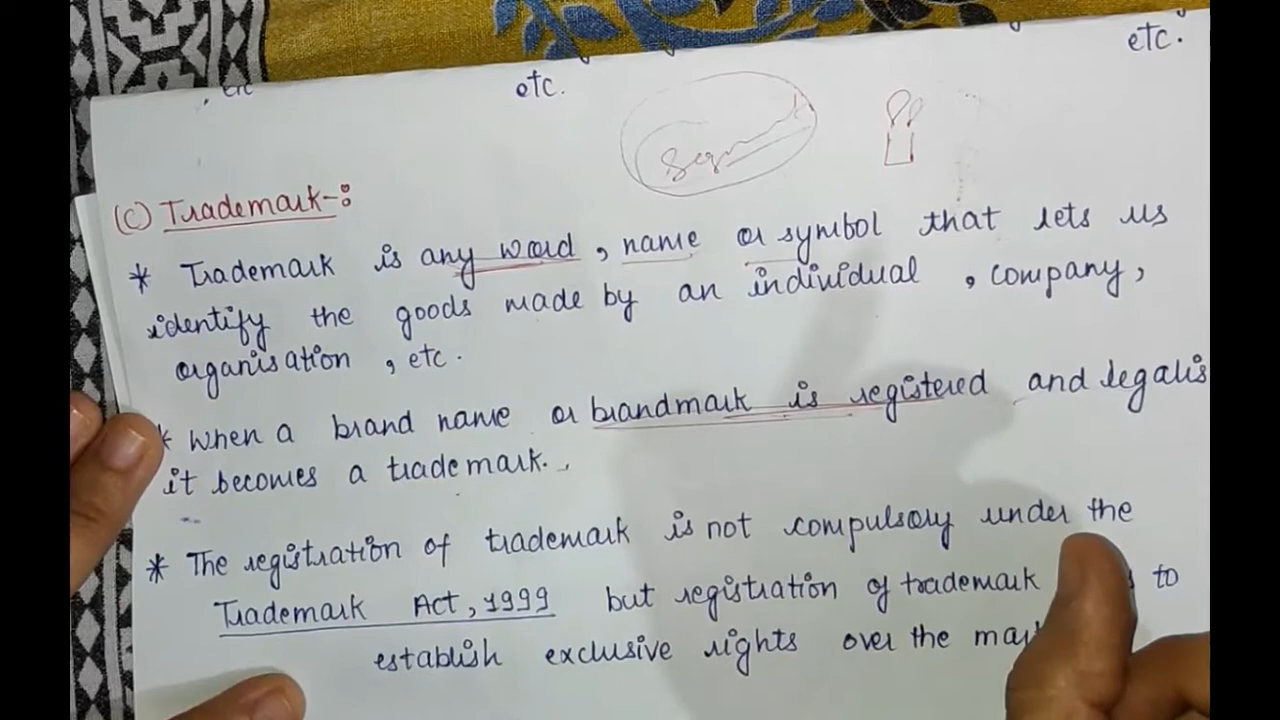 etc
etc.
etc.
(c) Trademark-:
* Trademark is any word, name or symbol that lets us
identify the goods made by an individual, company,
organisation, etc.
* When a brand name or brandmark is registered and legalis
it becomes a trademark.
* The registration of trademark is not compulsory under the
Trademark Act, 1999 but registration of trademark to
establish exclusive rights over the mark